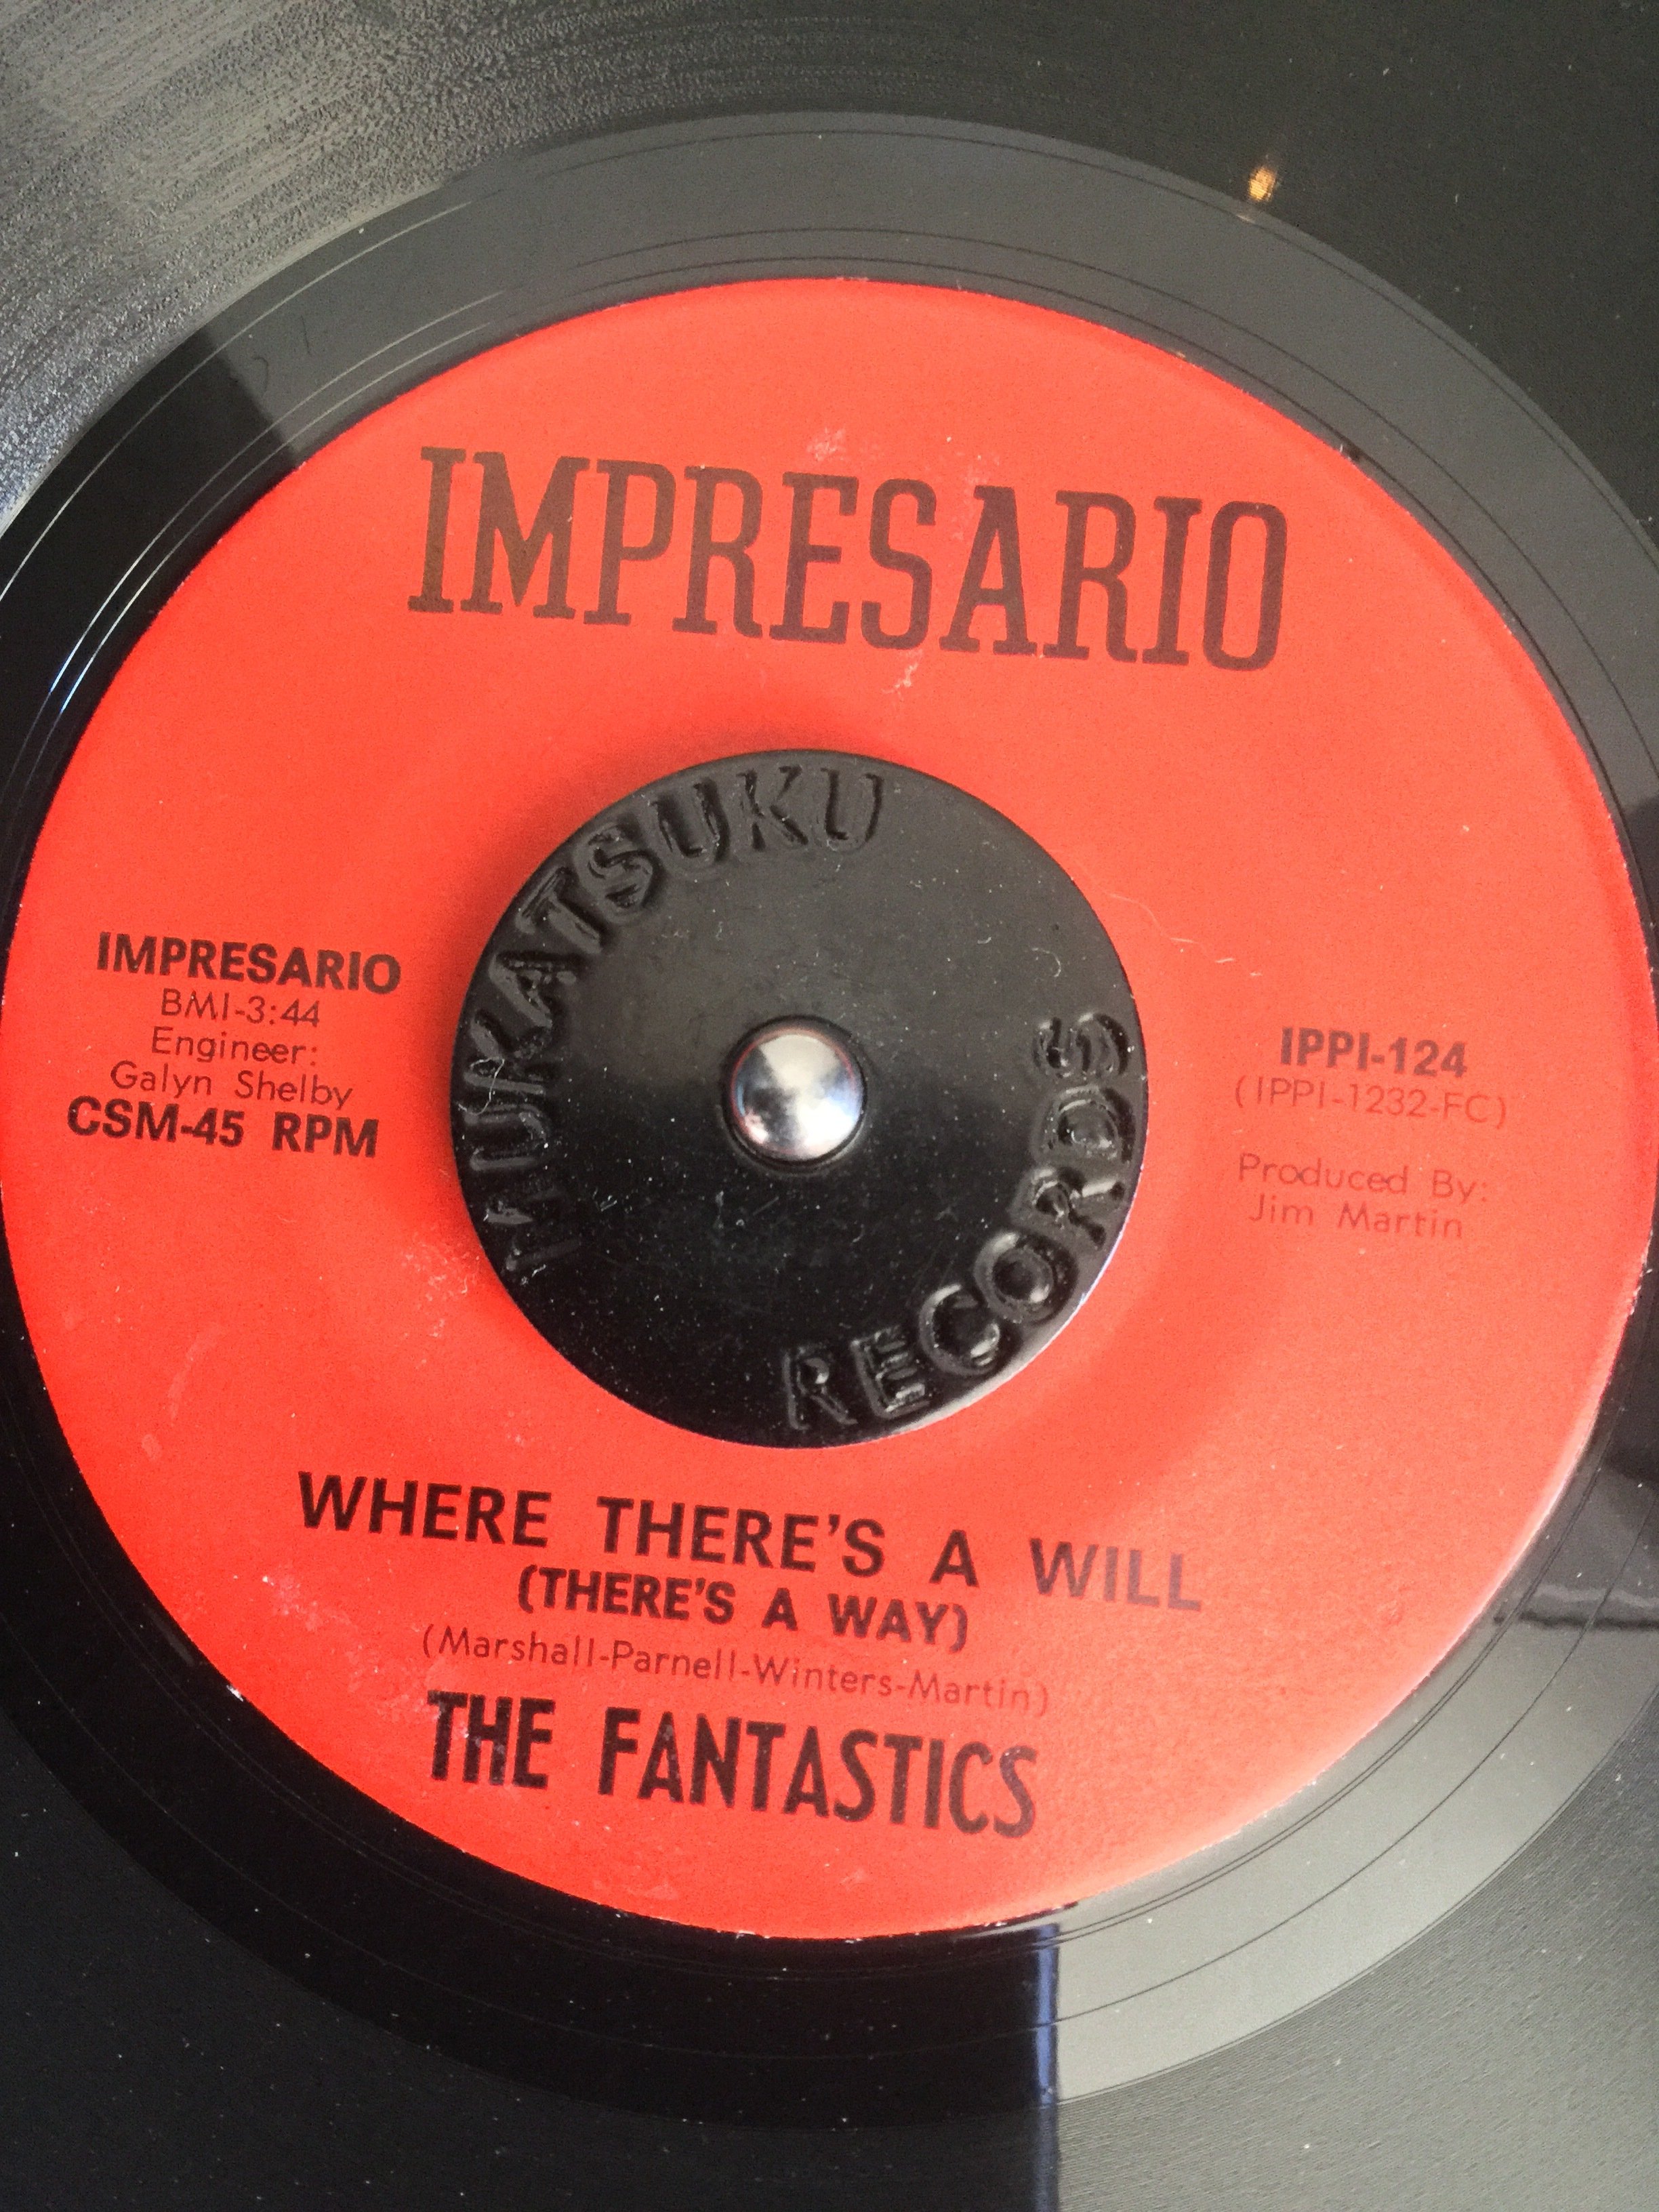 IMPRESARIO
MUKATSUKU
RECORDS
IMPRESARIO
BMI-3:44
Engineer:
Galyn Shelby
CSM-45 RPM
IPPI-124
(IPPI-1232-FC)
Produced By:
Jim Martin
WHERE THERE'S A WILL
(THERE'S A WAY)
(Marshall-Parnell-Winters-Martin)
THE FANTASTICS